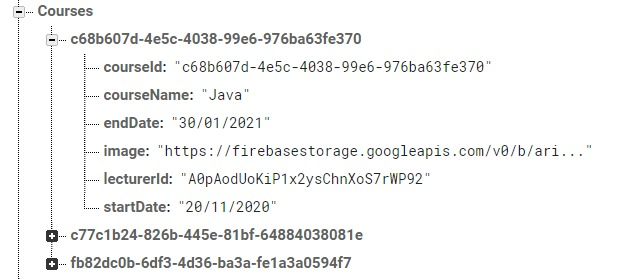 Courses
c68b607d-4e5c-4038-99e6-976ba63fe370
courseId: "c68b607d-4e5c-4038-99e6-976ba63fe370"
courseName: "Java"
endDate: "30/01/2021"
image: "https://firebasestorage.googleapis.com/v0/b/ari..."
lecturerId: "A0pAodUoKiP1x2ysChnXoS7rWP92"
startDate: "20/11/2020"
c77c1b24-826b-445e-81bf-64884038081e
fb82dc0b-6df3-4d36-ba3a-fe1a3a0594f7